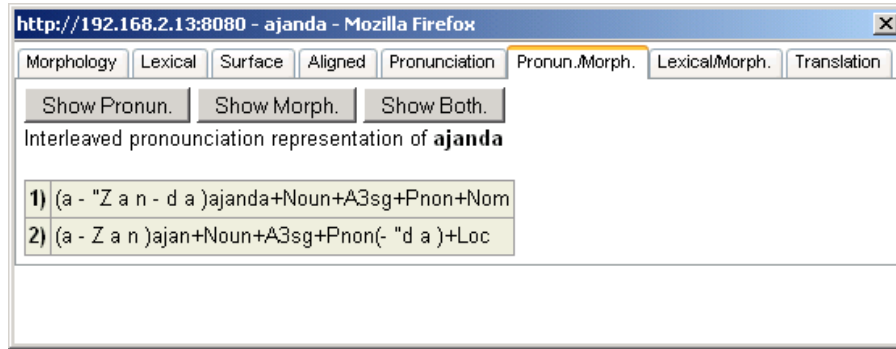 http://192.168.2.13:8080 - ajanda - Mozilla Firefox
Morphology Lexical Surface Aligned Pronunciation Pronun./Morph. Lexical/Morph. Translation
Show Pronun. Show Morph. Show Both.
Interleaved pronounciation representation of ajanda
1) (a - "Z a n - d a )ajanda+Noun+A3sg+Pnon+Nom
2) (a - Z a n )ajan+Noun+A3sg+Pnon(- "d a )+Loc